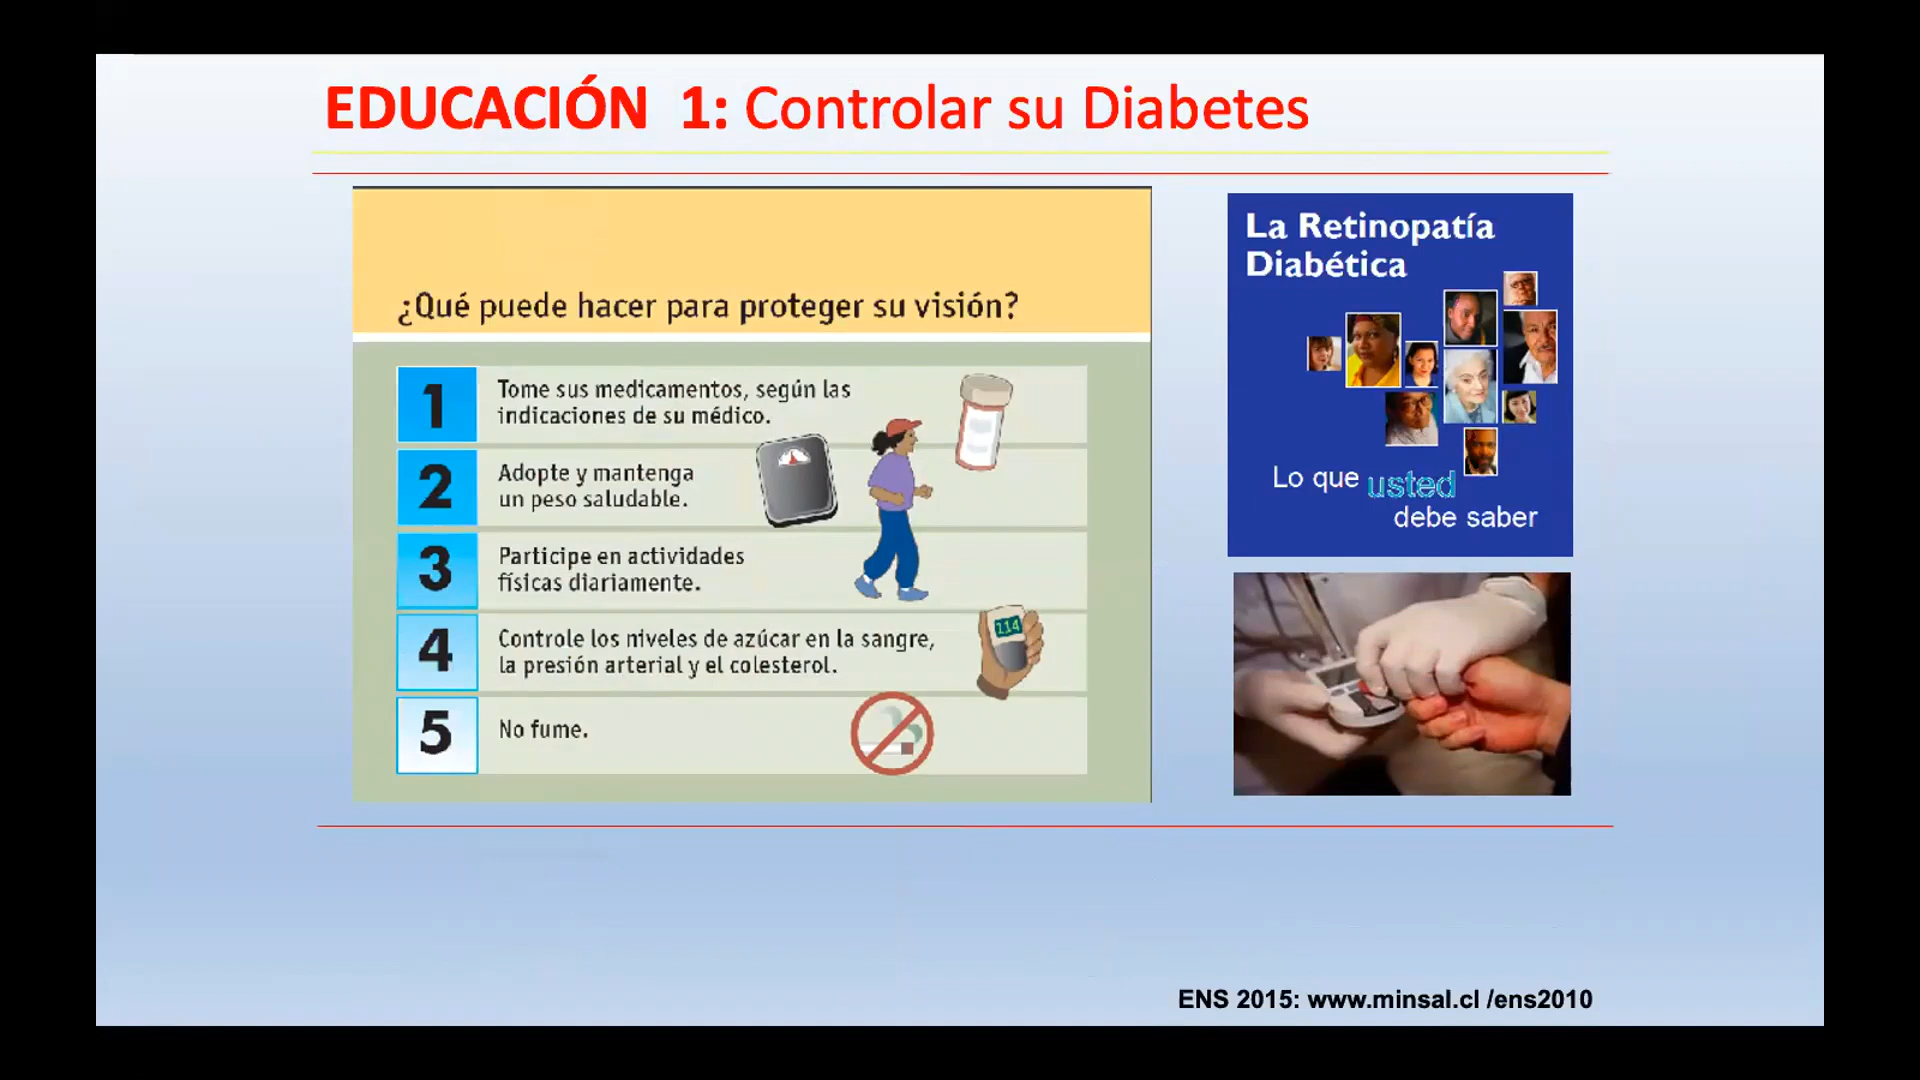 EDUCACIÓN 1: Controlar su Diabetes
¿Qué puede hacer para proteger su visión?
1
Tome sus medicamentos, según las
indicaciones de su médico.
2
Adopte y mantenga
un peso saludable.
3
Participe en actividades
físicas diariamente.
4
Controle los niveles de azúcar en la sangre,
la presión arterial y el colesterol.
114
5
No fume.
La Retinopatía
Diabética
Lo que usted
debe saber
ENS 2015: www.minsal.cl /ens2010